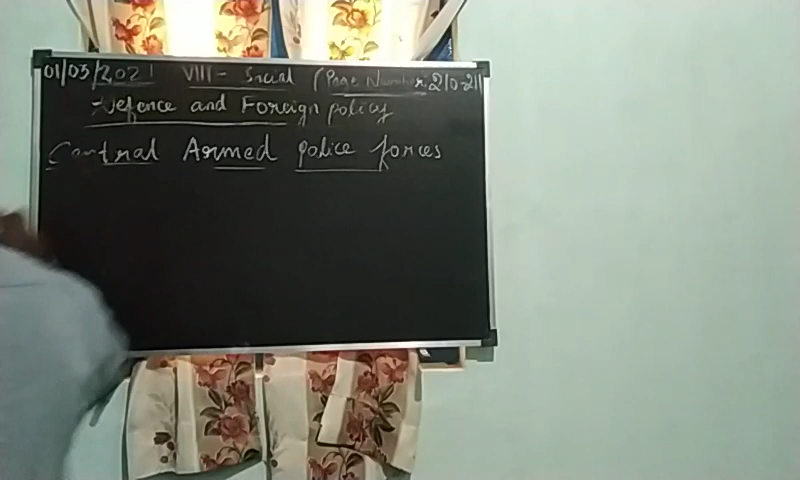 01/03/2021 VIII - Social (Page Number: 210-211
Defence and Foreign policy
Central Armed police forces